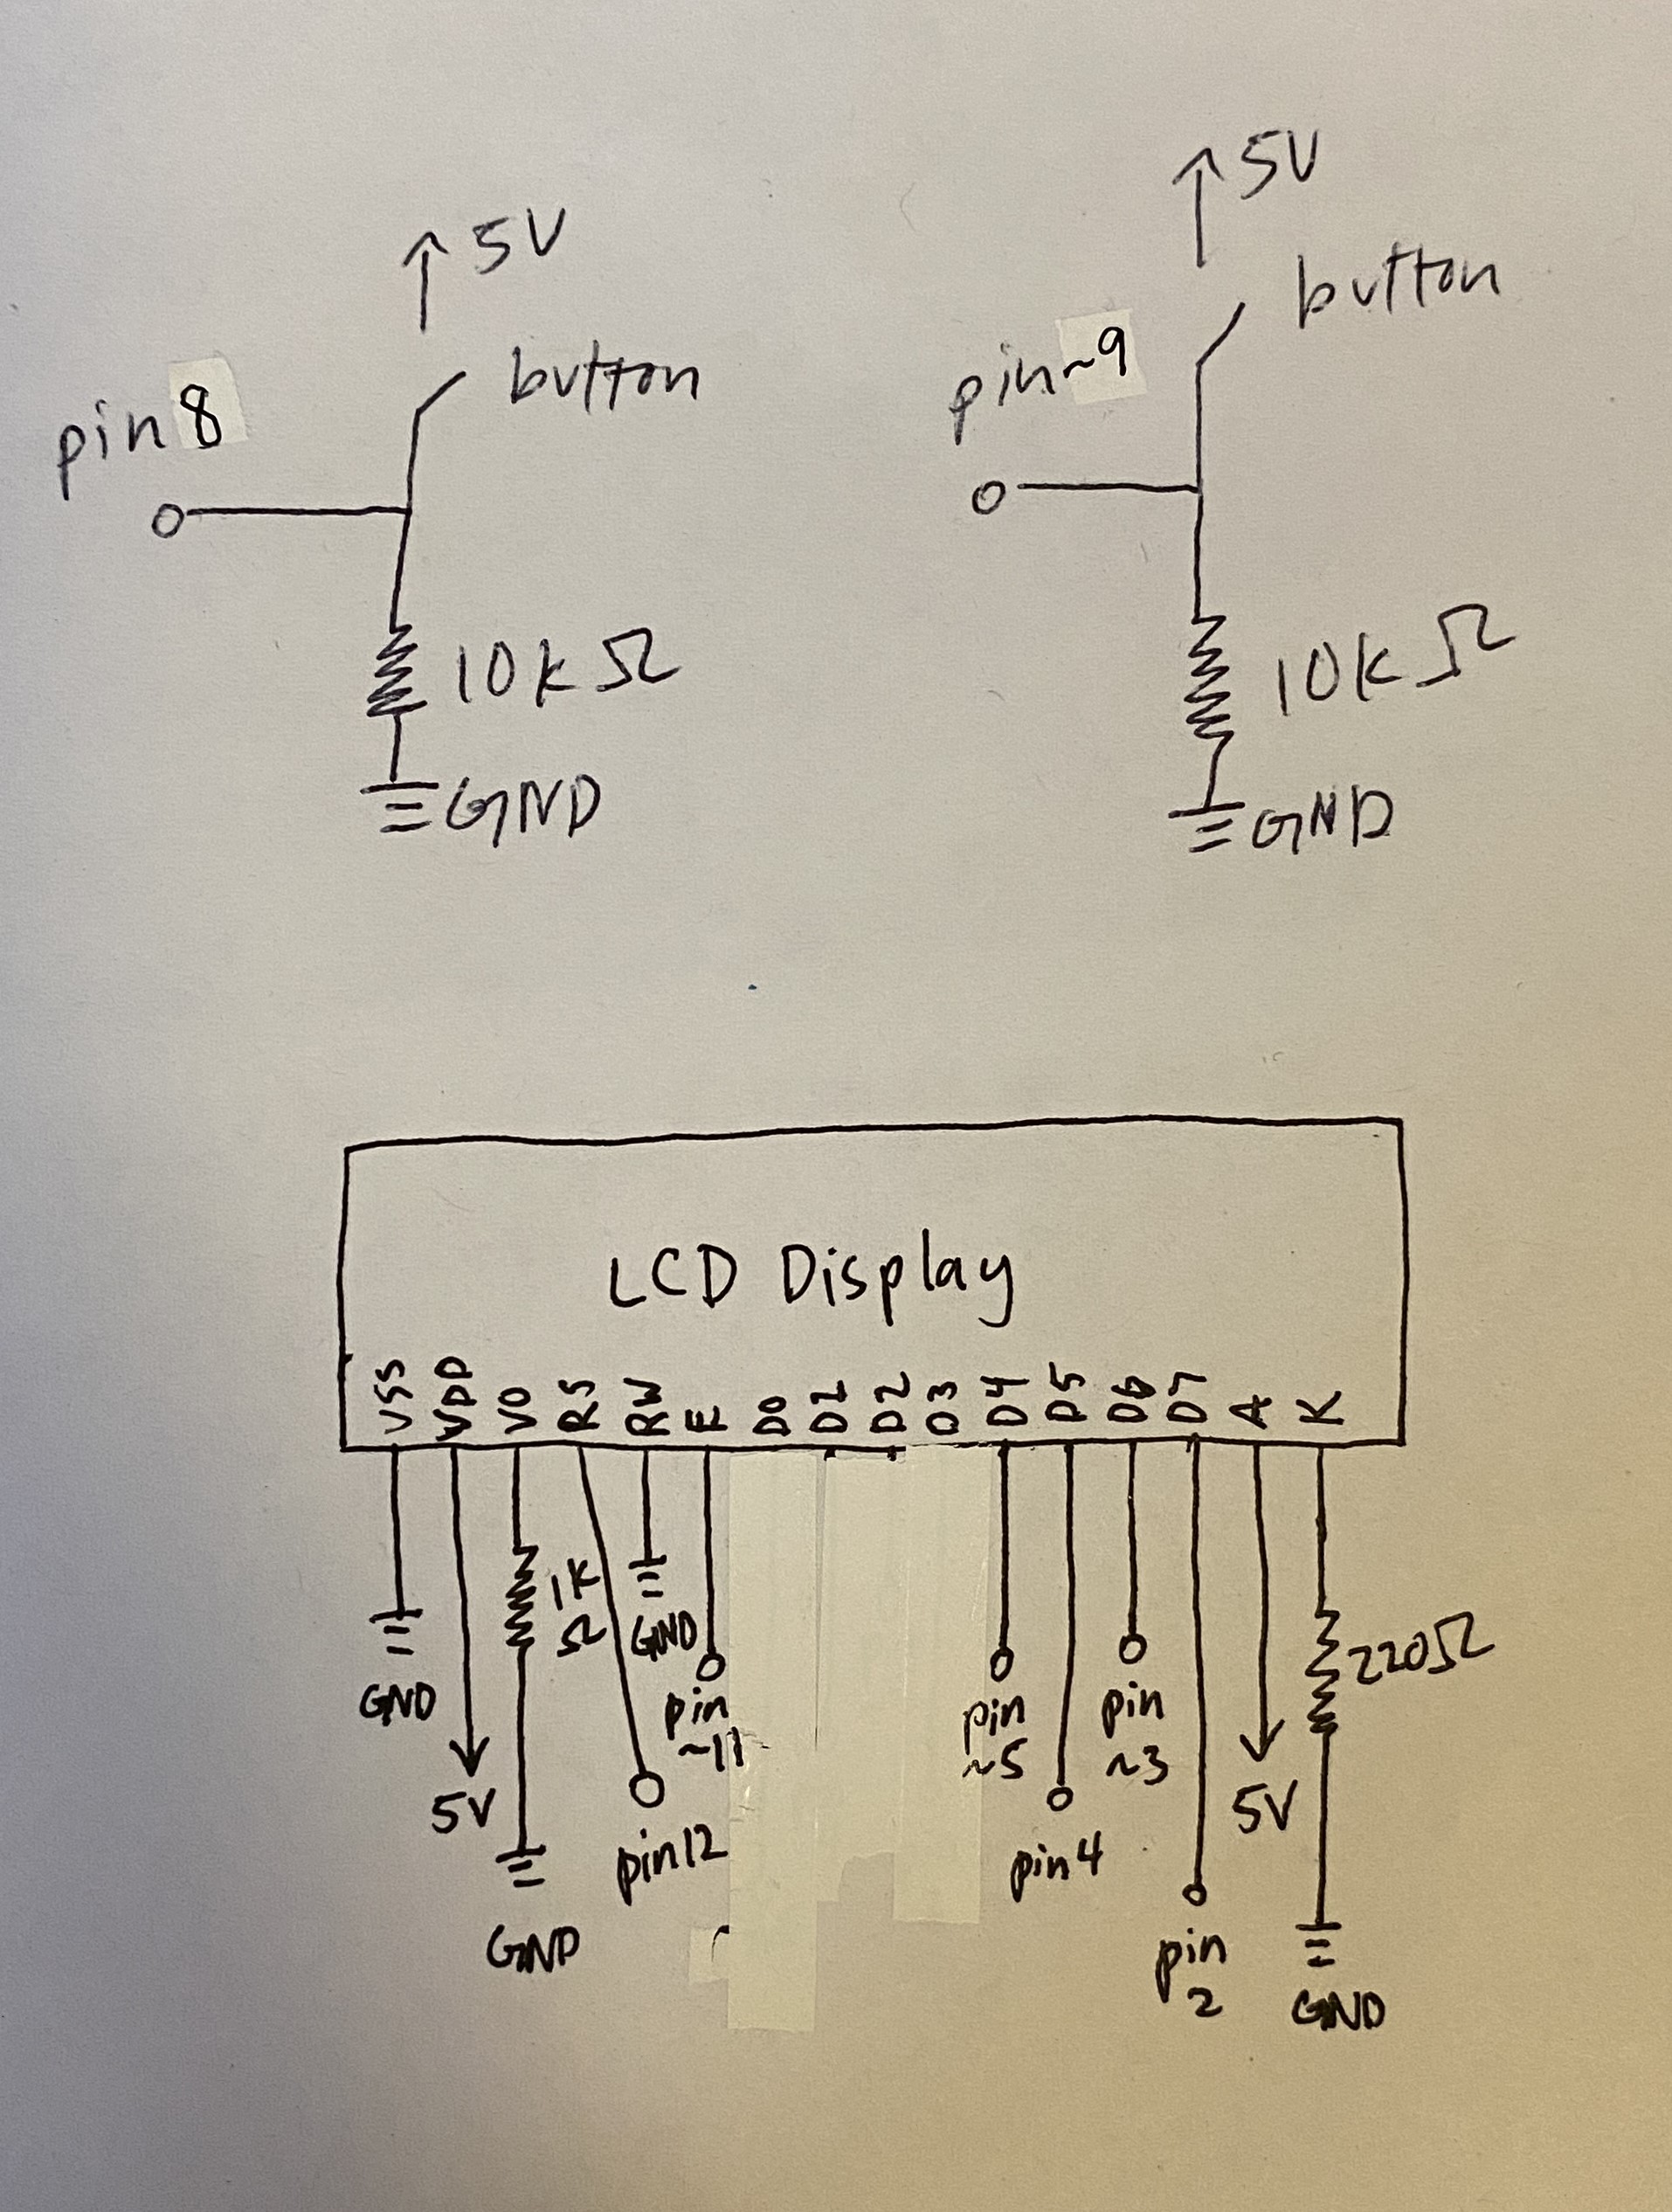 5V
button
pin 8
10k Ω
GND
5V
button
pin ~9
10k Ω
GND
LCD Display
VSS VDD V0 RS RW E D0 D1 D2 D3 D4 D5 D6 D7 A K
GND
5V
1K
Ω
GND
pin12
GND
pin
~11
pin
~5
pin4
pin
~3
pin
2
5V
220Ω
GND